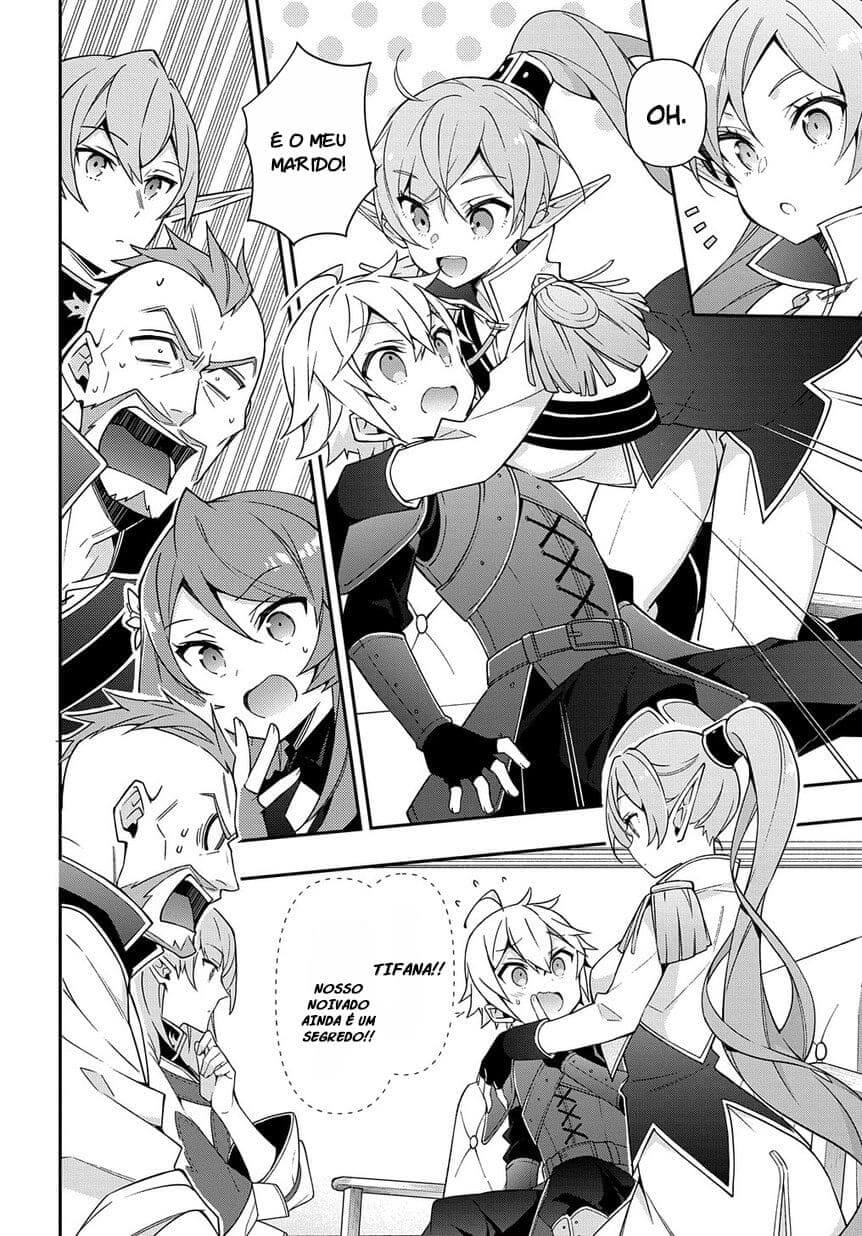 OH.
É O MEU
MARIDO!
TIFANA!!
NOSSO
NOIVADO
AINDA É UM
SEGREDO!!